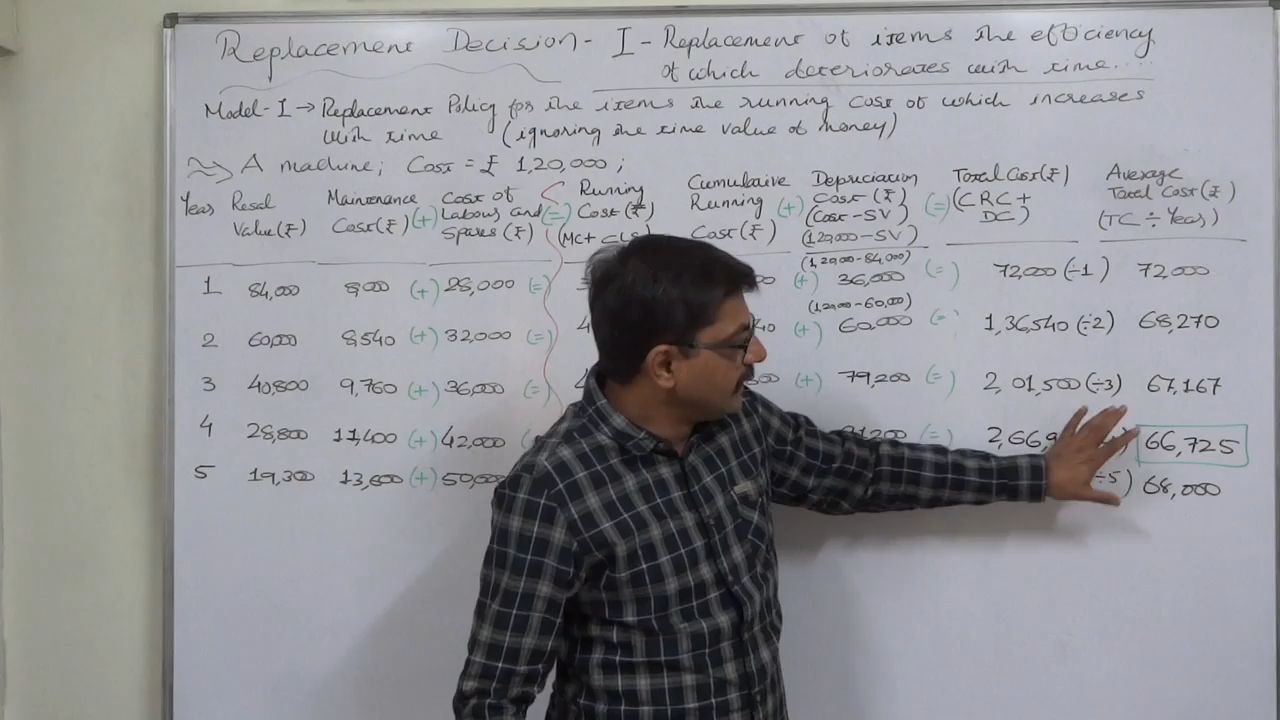 Replacement Decision - I - Replacement of items the efficiency
of which deteriorates with time....
Model-I → Replacement Policy for the items the running cost of which increases
with time (ignoring the time value of money)
A machine; Cost = ₹ 1,20,000;
Year Resal Value(₹) Maintenance Cost(₹) (+) Cost of Labour and Spares(₹) (=) Running Cost(₹) (MC+CLS) Cumulative Running Cost(₹) (+) Depreciation Cost(₹) (Cost-SV) (1,20,000-SV) (=) Total Cost(₹) (CRC+DC) Average Total Cost(₹) (TC ÷ Year)
(1,20,000-84,000)
1 84,000 8,000 (+) 28,000 (=) (+) 36,000 (=) 72,000 (÷1) 72,000
(1,20,000-60,000)
2 60,000 8,540 (+) 32,000 (=) (+) 60,000 (=) 1,36,540 (÷2) 68,270
3 40,800 9,760 (+) 36,000 (=) (+) 79,200 (=) 2,01,500 (÷3) 67,167
4 28,800 11,400 (+) 42,000 91,200 (=) 66,725
5 19,300 13,600 (+) ÷5) 68,000